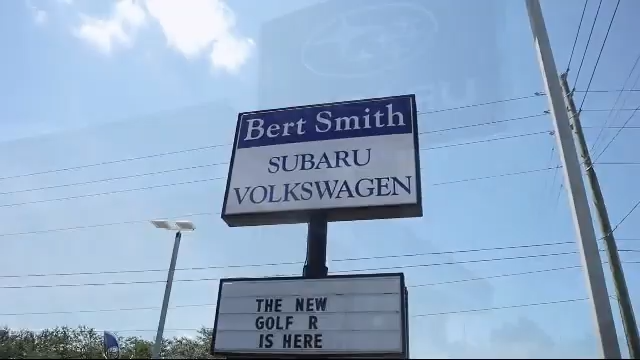 Bert Smith
SUBARU
VOLKSWAGEN
THE NEW
GOLF R
IS HERE